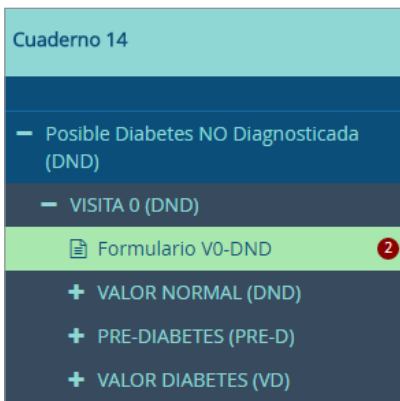 Cuaderno 14
Posible Diabetes NO Diagnosticada
(DND)
VISITA 0 (DND)
Formulario V0-DND 2
VALOR NORMAL (DND)
PRE-DIABETES (PRE-D)
VALOR DIABETES (VD)